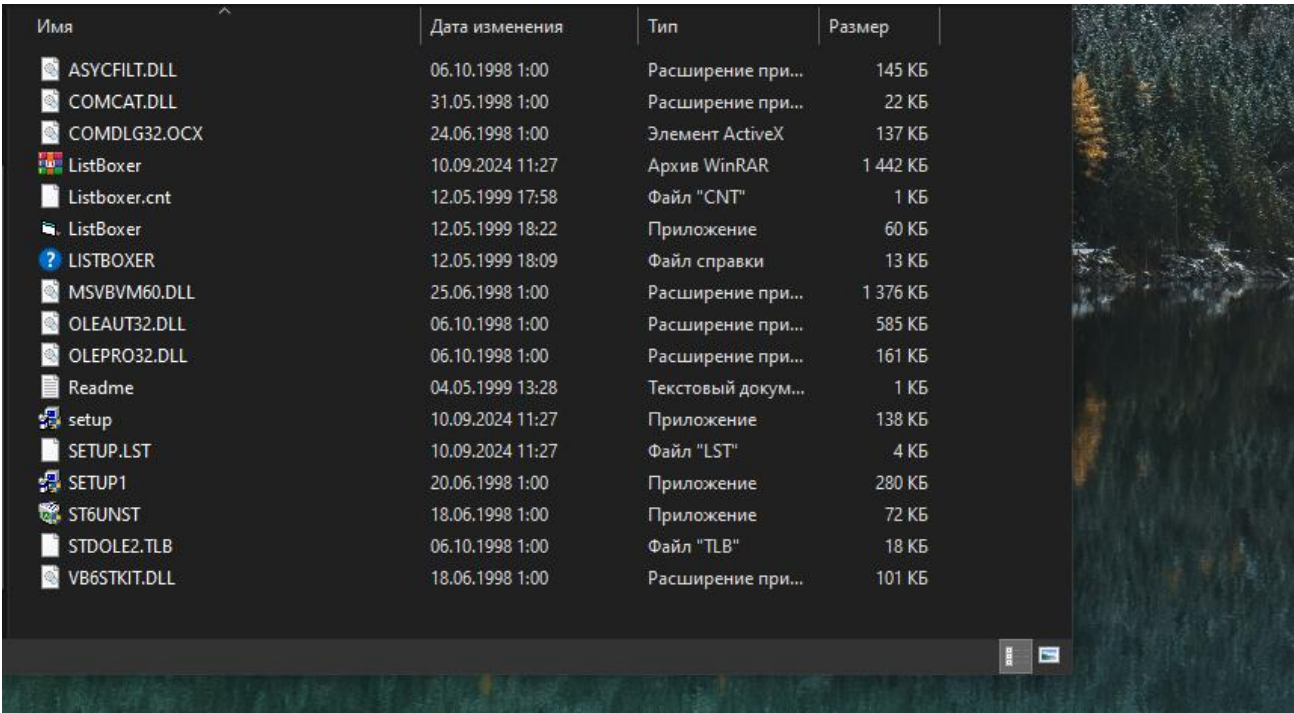 Имя Дата изменения Тип Размер
ASYCFILT.DLL 06.10.1998 1:00 Расширение при... 145 КБ
COMCAT.DLL 31.05.1998 1:00 Расширение при... 22 КБ
COMDLG32.OCX 24.06.1998 1:00 Элемент ActiveX 137 КБ
ListBoxer 10.09.2024 11:27 Архив WinRAR 1 442 КБ
Listboxer.cnt 12.05.1999 17:58 Файл "CNT" 1 КБ
ListBoxer 12.05.1999 18:22 Приложение 60 КБ
LISTBOXER 12.05.1999 18:09 Файл справки 13 КБ
MSVBVM60.DLL 25.06.1998 1:00 Расширение при... 1 376 КБ
OLEAUT32.DLL 06.10.1998 1:00 Расширение при... 585 КБ
OLEPRO32.DLL 06.10.1998 1:00 Расширение при... 161 КБ
Readme 04.05.1999 13:28 Текстовый докум... 1 КБ
setup 10.09.2024 11:27 Приложение 138 КБ
SETUP.LST 10.09.2024 11:27 Файл "LST" 4 КБ
SETUP1 20.06.1998 1:00 Приложение 280 КБ
ST6UNST 18.06.1998 1:00 Приложение 72 КБ
STDOLE2.TLB 06.10.1998 1:00 Файл "TLB" 18 КБ
VB6STKIT.DLL 18.06.1998 1:00 Расширение при... 101 КБ